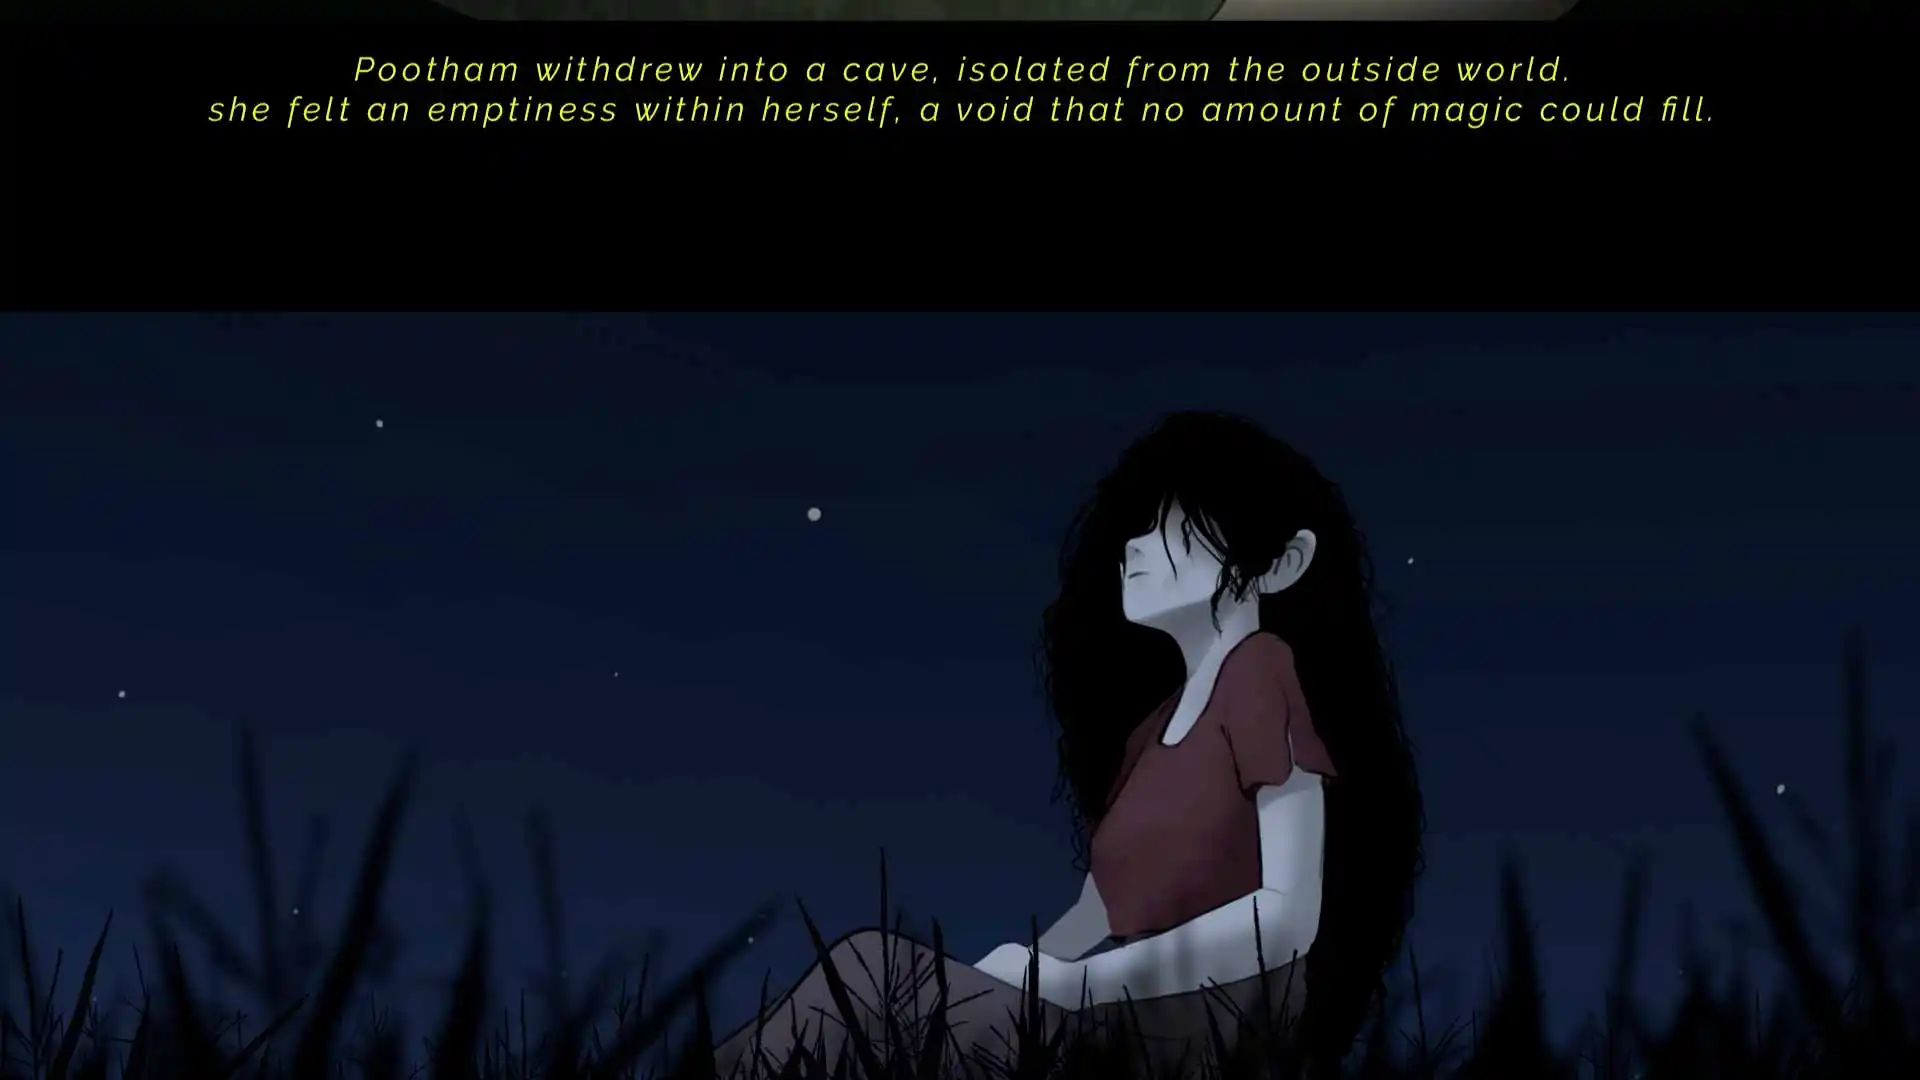 Pootham withdrew into a cave, isolated from the outside world.
she felt an emptiness within herself, a void that no amount of magic could fill.